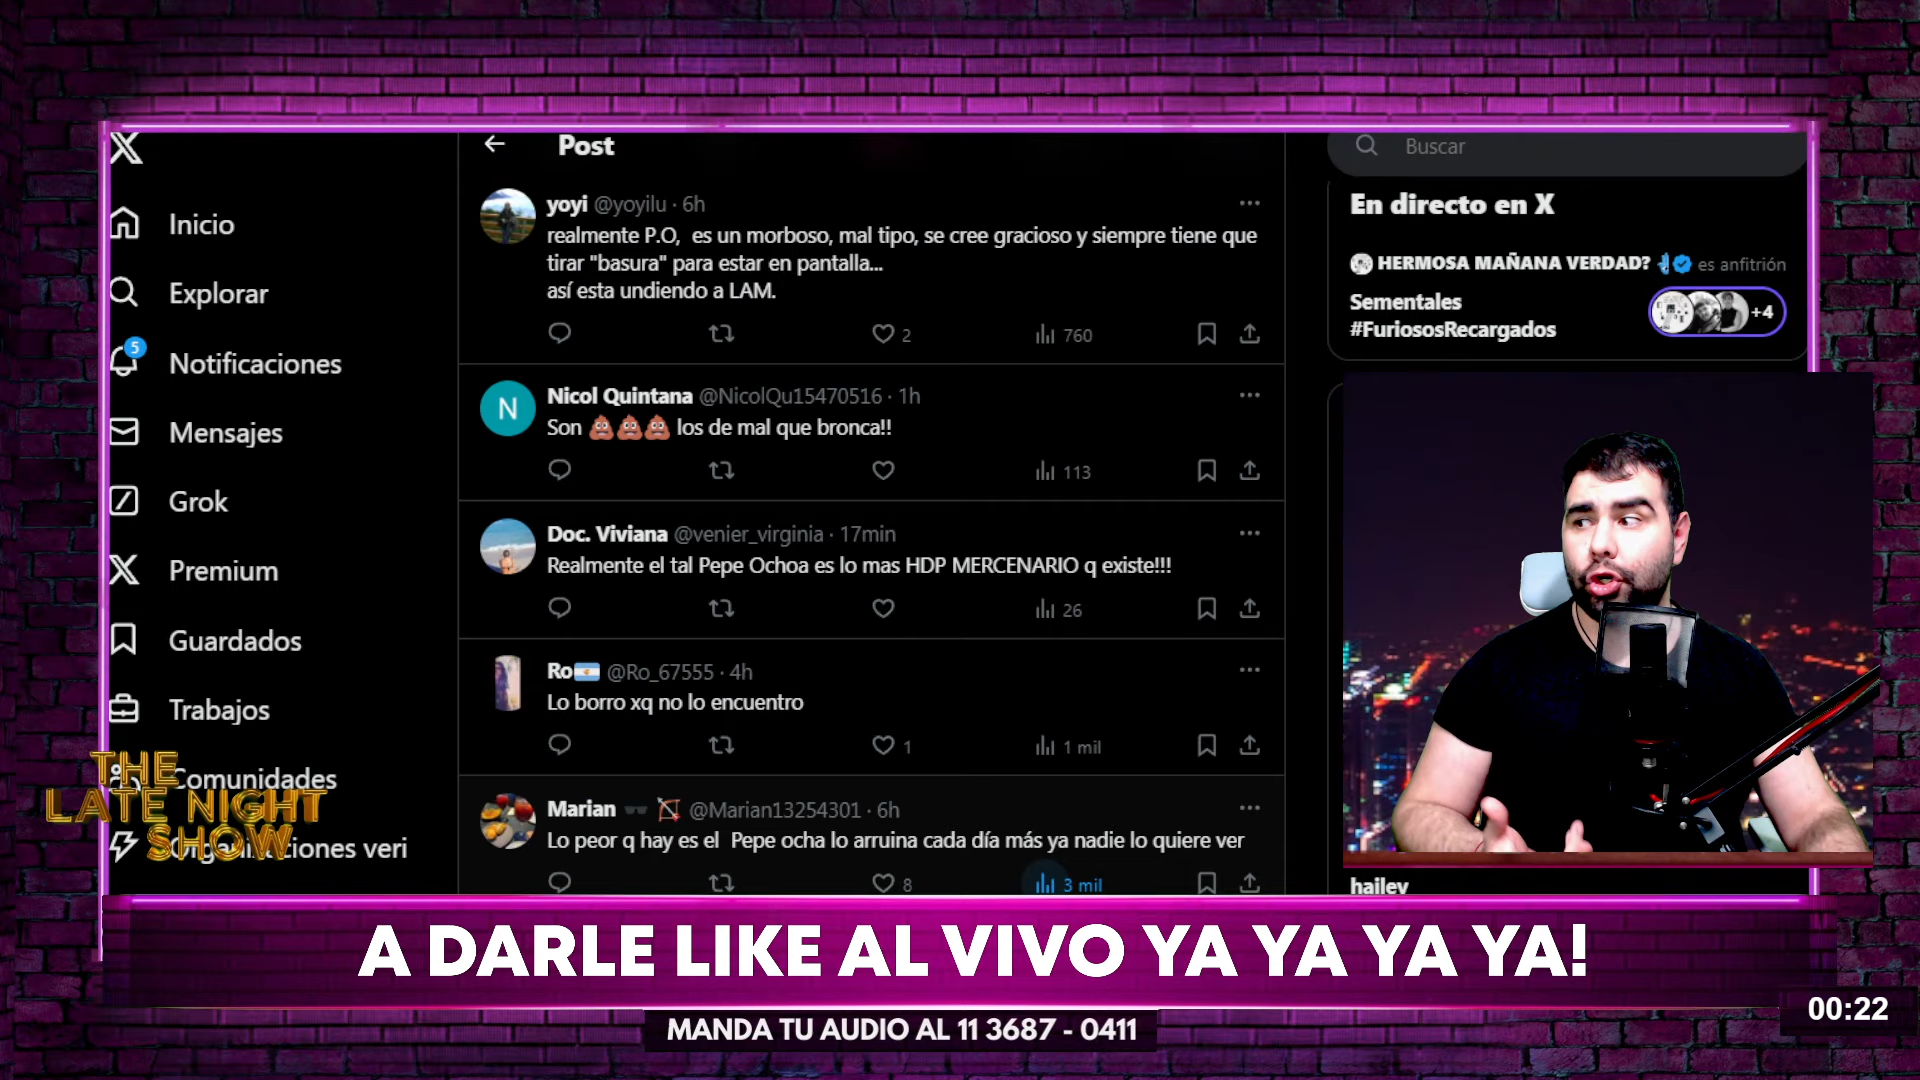 Inicio
Explorar
5
Notificaciones
Mensajes
Grok
Premium
Guardados
Trabajos
Comunidades
THE
LATE NIGHT
SHOW
Post
yoyi @yoyilu · 6h
realmente P.O,  es un morboso, mal tipo, se cree gracioso y siempre tiene que
tirar "basura" para estar en pantalla...
así esta undiendo a LAM.
2
760
N
Nicol Quintana @NicolQu15470516 · 1h
Son 💩💩💩 los de mal que bronca!!
113
Doc. Viviana @venier_virginia · 17min
Realmente el tal Pepe Ochoa es lo mas HDP MERCENARIO q existe!!!
26
Ro🇦🇷 @Ro_67555 · 4h
Lo borro xq no lo encuentro
1
1 mil
Marian 🕶️ 🏹 @Marian13254301 · 6h
Lo peor q hay es el  Pepe ocha lo arruina cada día más ya nadie lo quiere ver
8
3 mil
Buscar
En directo en X
HERMOSA MAÑANA VERDAD? es anfitrión
Sementales
#FuriososRecargados
+4
hailey
A DARLE LIKE AL VIVO YA YA YA YA!
MANDA TU AUDIO AL 11 3687 - 0411
00:22